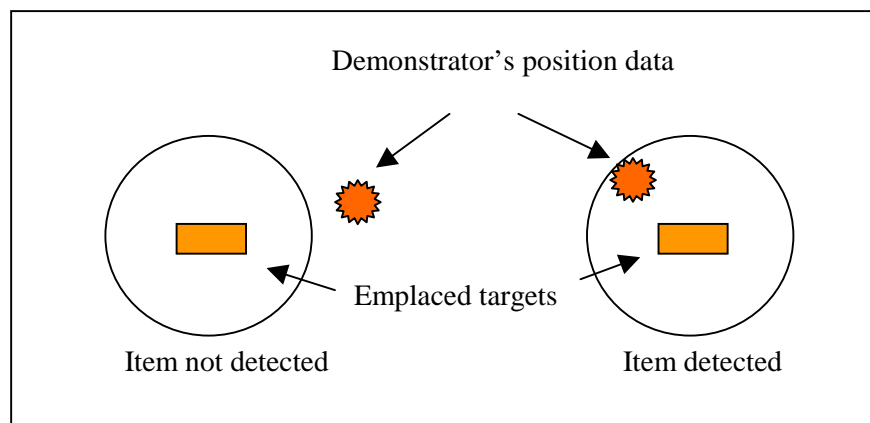 Demonstrator's position data
Emplaced targets
Item not detected
Item detected